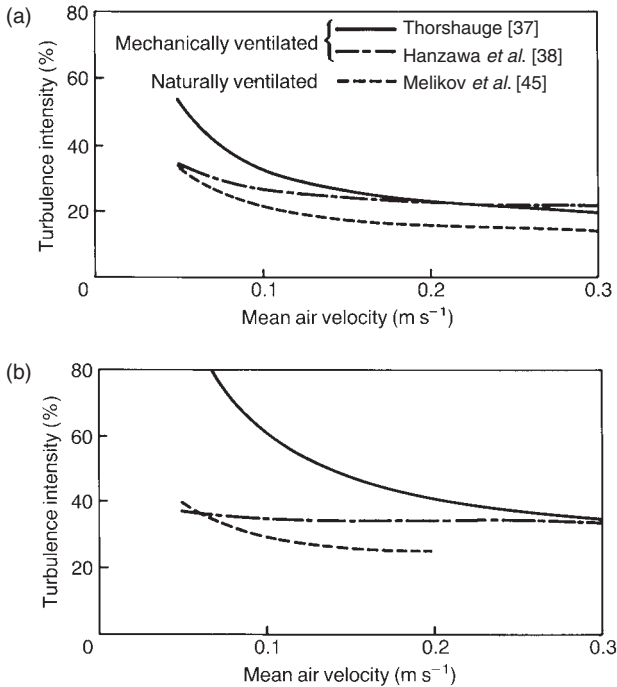 (a)
Mechanically ventilated
Thorshauge [37]
Hanzawa et al. [38]
Naturally ventilated
Melikov et al. [45]
Turbulence intensity (%)
80
60
40
20
0
0.1
0.2
0.3
Mean air velocity (m s⁻¹)
(b)
Turbulence intensity (%)
80
60
40
20
0
0.1
0.2
0.3
Mean air velocity (m s⁻¹)